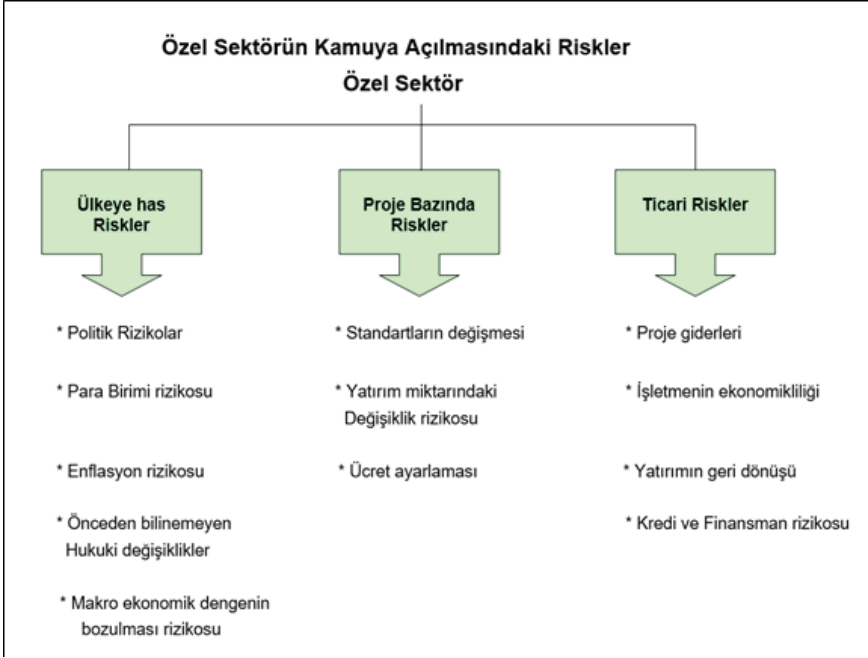 Özel Sektörün Kamuya Açılmasındaki Riskler
Özel Sektör
Ülkeye has
Riskler
* Politik Rizikolar
* Para Birimi rizikosu
* Enflasyon rizikosu
* Önceden bilinemeyen
Hukuki değişiklikler
* Makro ekonomik dengenin
bozulması rizikosu
Proje Bazında
Riskler
* Standartların değişmesi
* Yatırım miktarındaki
Değişiklik rizikosu
* Ücret ayarlaması
Ticari Riskler
* Proje giderleri
* İşletmenin ekonomikliliği
* Yatırımın geri dönüşü
* Kredi ve Finansman rizikosu